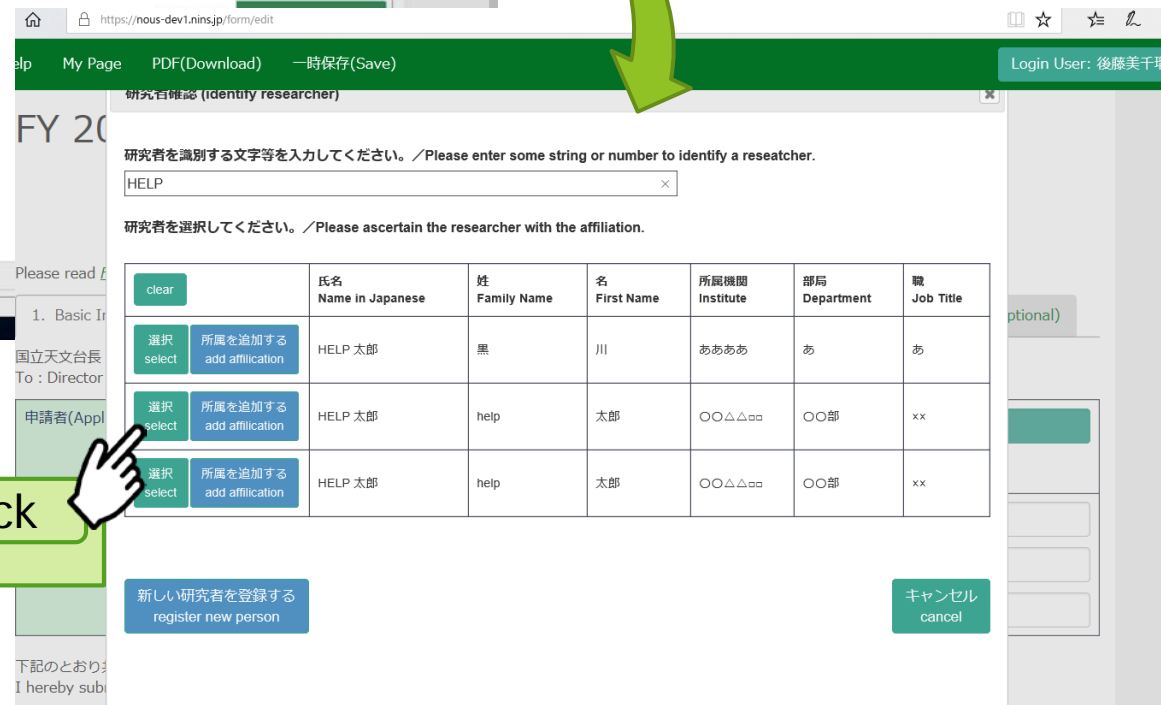 https://nous-dev1.nins.jp/form/edit
elp My Page PDF(Download) 一時保存(Save) Login User: 後藤美千瑠
研究者確認 (identify researcher)
FY 20
研究者を識別する文字等を入力してください。／Please enter some string or number to identify a reseatcher.
HELP ×
研究者を選択してください。／Please ascertain the researcher with the affiliation.
Please read
clear
氏名 姓 名 所属機関 部局 職
Name in Japanese Family Name First Name Institute Department Job Title
1. Basic In
ptional)
選択 所属を追加する
select add affilication
HELP 太郎 黒 川 ああああ あ あ
国立天文台長
To : Director
選択 所属を追加する
select add affilication
HELP 太郎 help 太郎 〇〇△△□□ 〇〇部 ××
申請者(Appl
選択 所属を追加する
select add affilication
HELP 太郎 help 太郎 〇〇△△□□ 〇〇部 ××
ck
新しい研究者を登録する
register new person
キャンセル
cancel
下記のとおり
I hereby sub